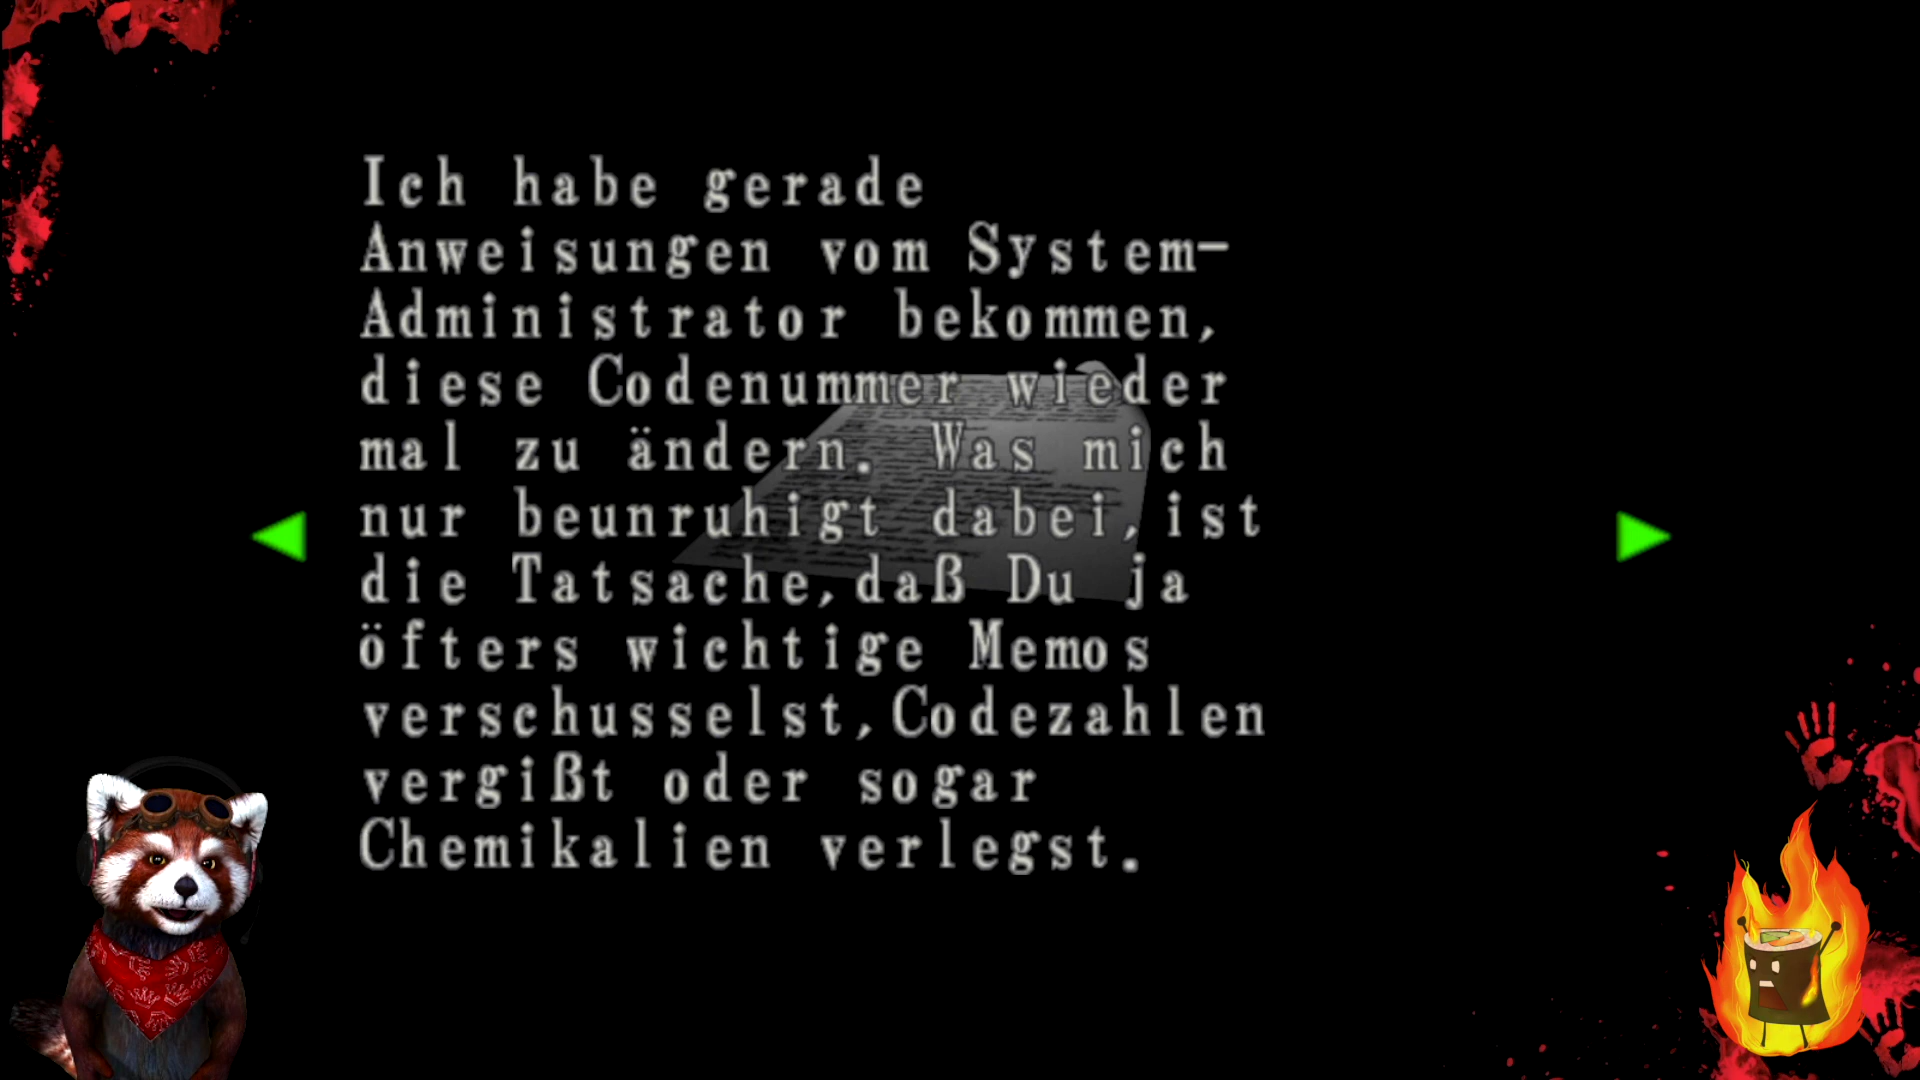 Ich habe gerade
Anweisungen vom System-
Administrator bekommen,
diese Codenummer wieder
mal zu ändern. Was mich
nur beunruhigt dabei,ist
die Tatsache,daß Du ja
öfters wichtige Memos
verschusselst,Codezahlen
vergißt oder sogar
Chemikalien verlegst.